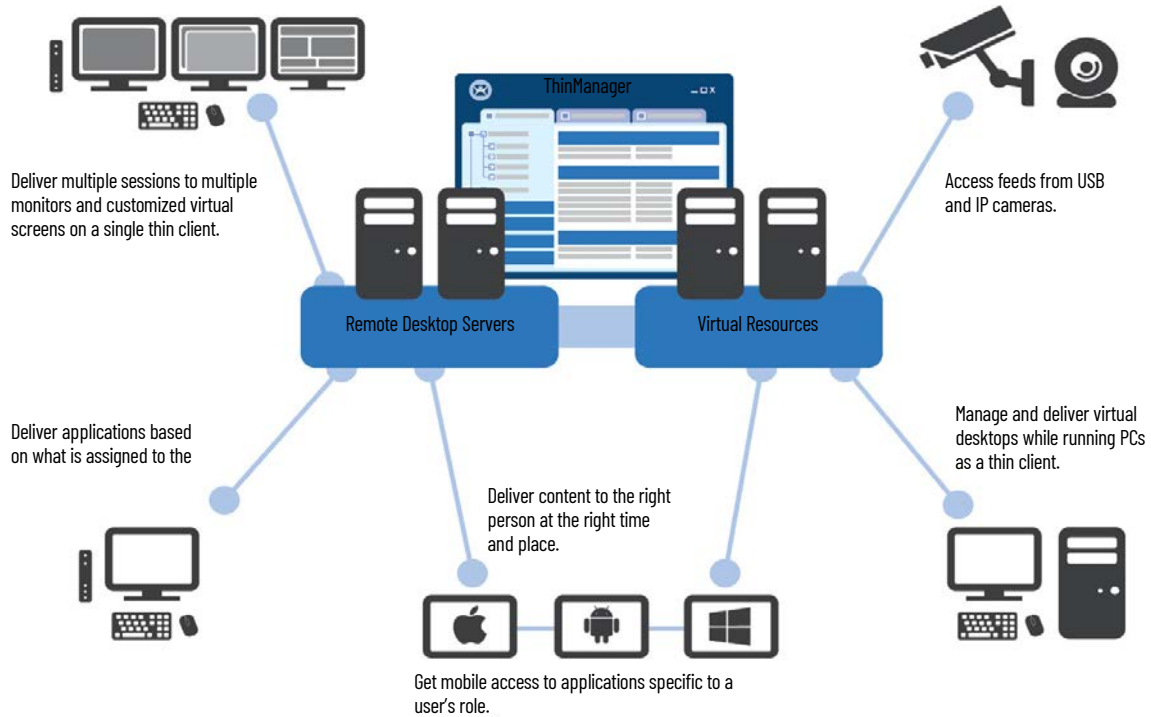 ThinManager
Deliver multiple sessions to multiple
monitors and customized virtual
screens on a single thin client.
Access feeds from USB
and IP cameras.
Remote Desktop Servers
Virtual Resources
Deliver applications based
on what is assigned to the
Manage and deliver virtual
desktops while running PCs
as a thin client.
Deliver content to the right
person at the right time
and place.
Get mobile access to applications specific to a
user's role.